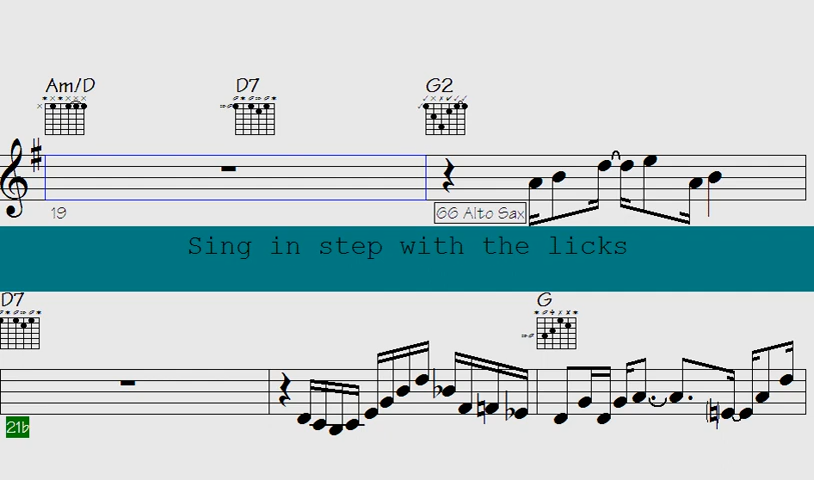 Am/D D7 G2
19
66 Alto Sax
Sing in step with the licks
D7 G
21b